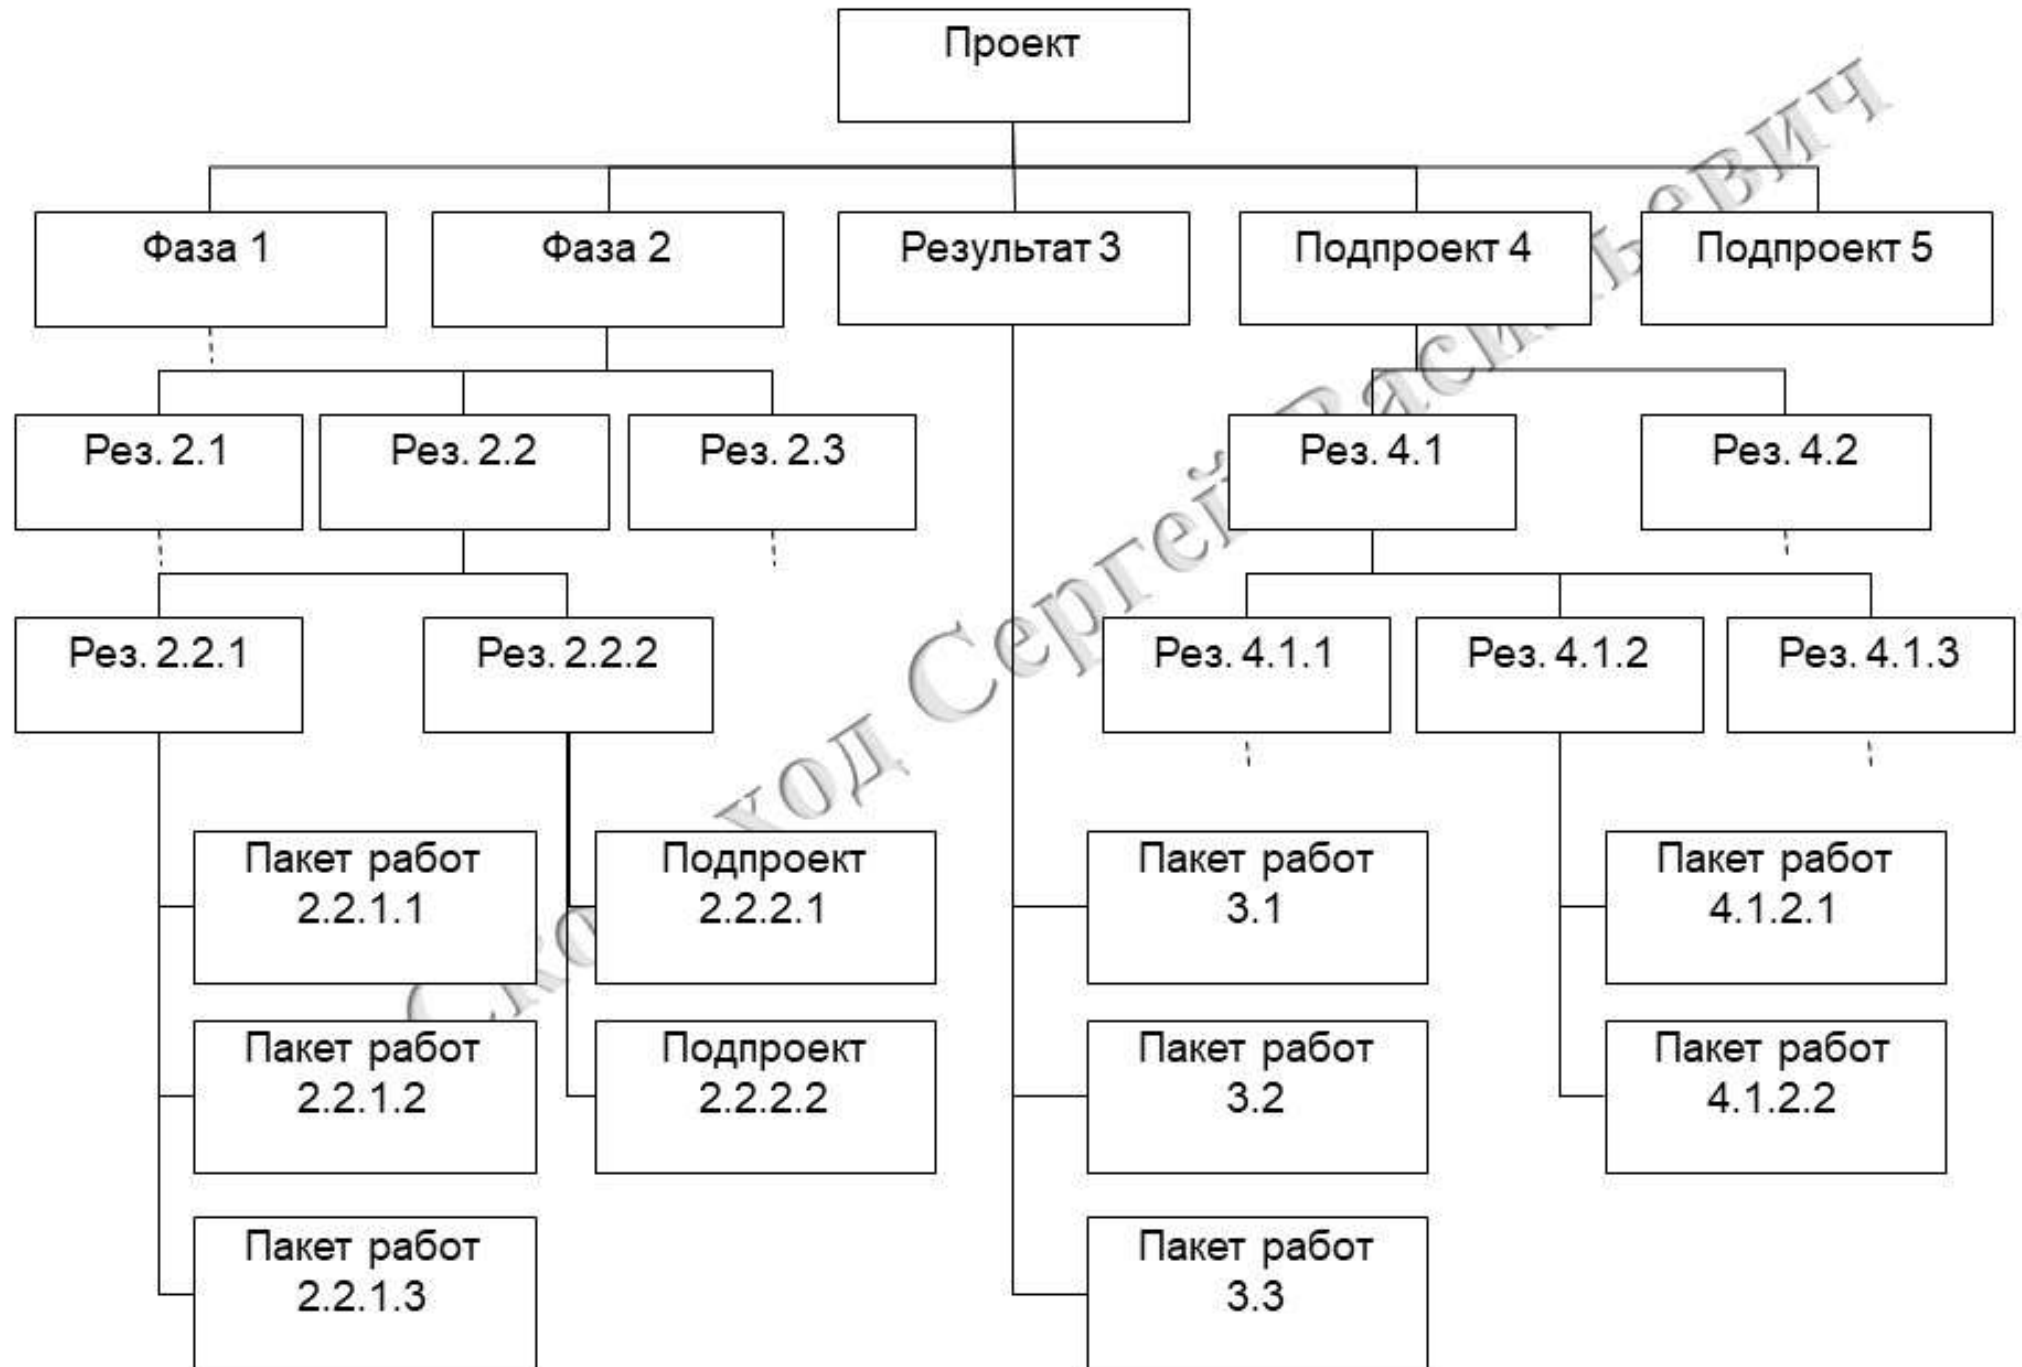 Проект
Фаза 1
Фаза 2
Результат 3
Подпроект 4
Подпроект 5
Рез. 2.1
Рез. 2.2
Рез. 2.3
Рез. 4.1
Рез. 4.2
Рез. 2.2.1
Рез. 2.2.2
Рез. 4.1.1
Рез. 4.1.2
Рез. 4.1.3
Пакет работ
2.2.1.1
Подпроект
2.2.2.1
Пакет работ
3.1
Пакет работ
4.1.2.1
Пакет работ
2.2.1.2
Подпроект
2.2.2.2
Пакет работ
3.2
Пакет работ
4.1.2.2
Пакет работ
2.2.1.3
Пакет работ
3.3
Сергей